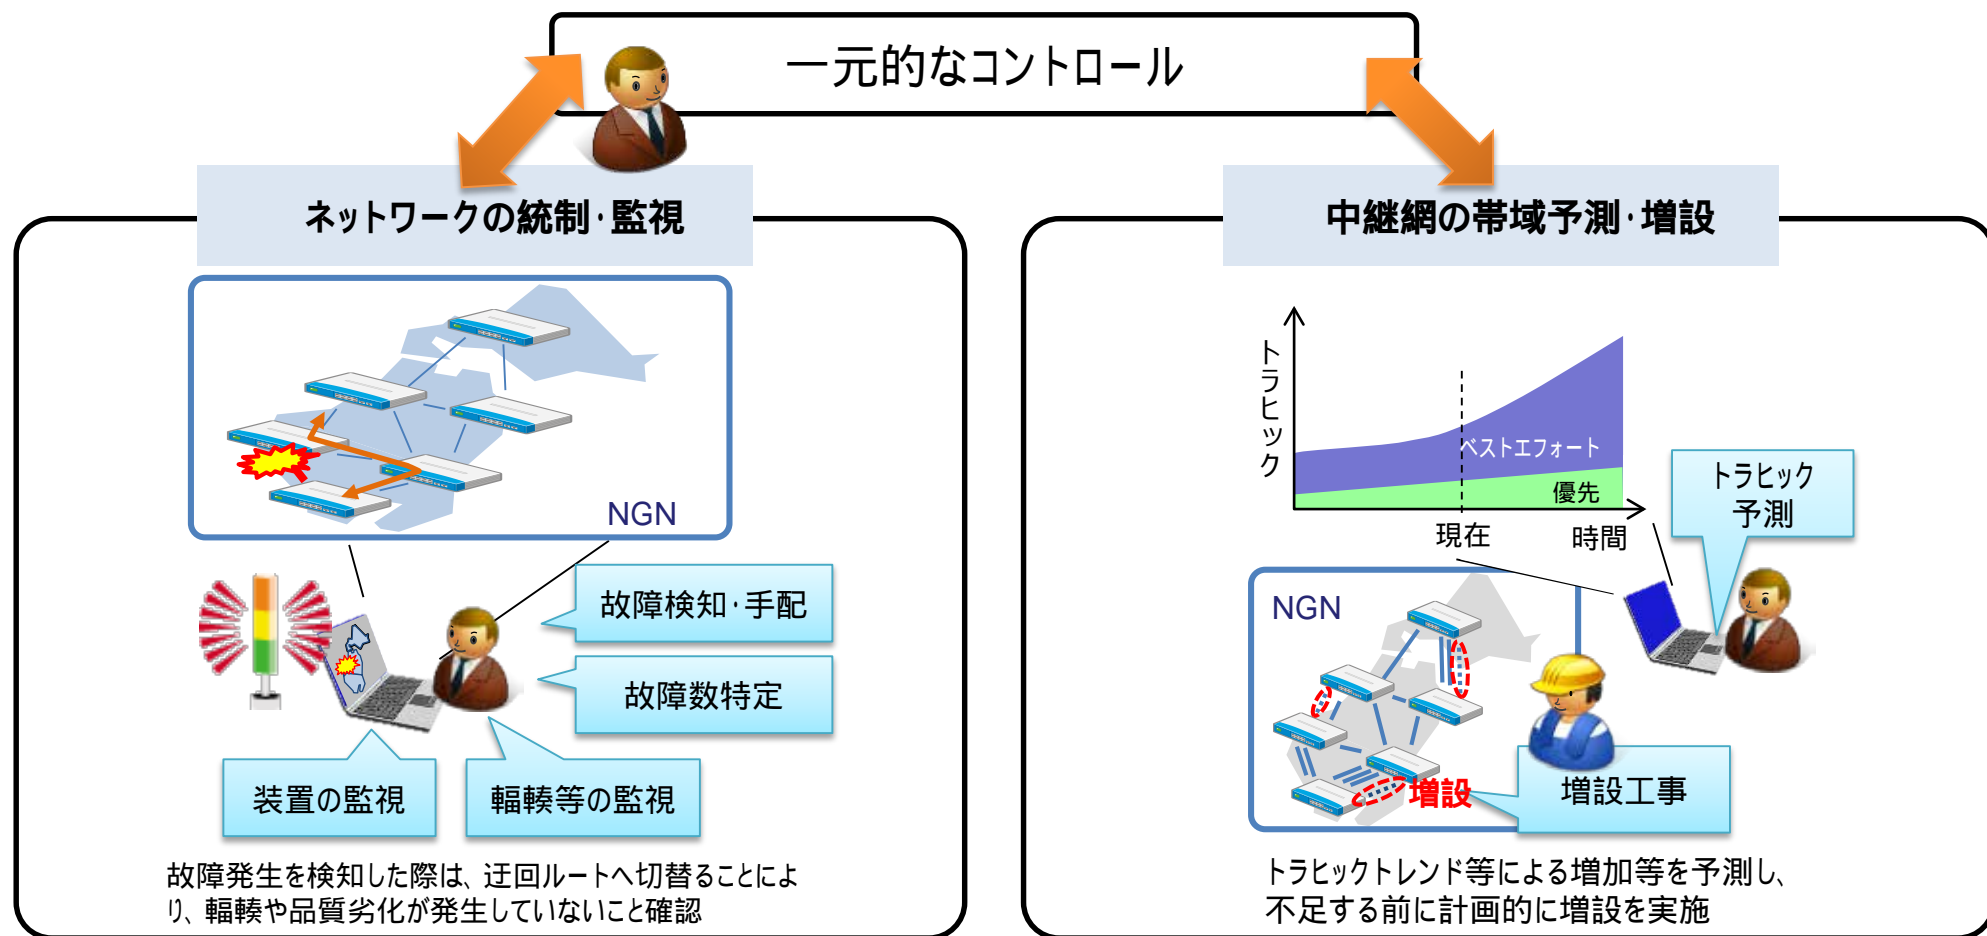 一元的なコントロール
ネットワークの統制・監視
NGN
故障検知・手配
故障数特定
装置の監視
輻輳等の監視
故障発生を検知した際は、迂回ルートへ切替ることによ
り、輻輳や品質劣化が発生していないこと確認
中継網の帯域予測・増設
トラヒック
ベストエフォート
優先
現在
時間
トラヒック
予測
NGN
増設
増設工事
トラヒックトレンド等による増加等を予測し、
不足する前に計画的に増設を実施